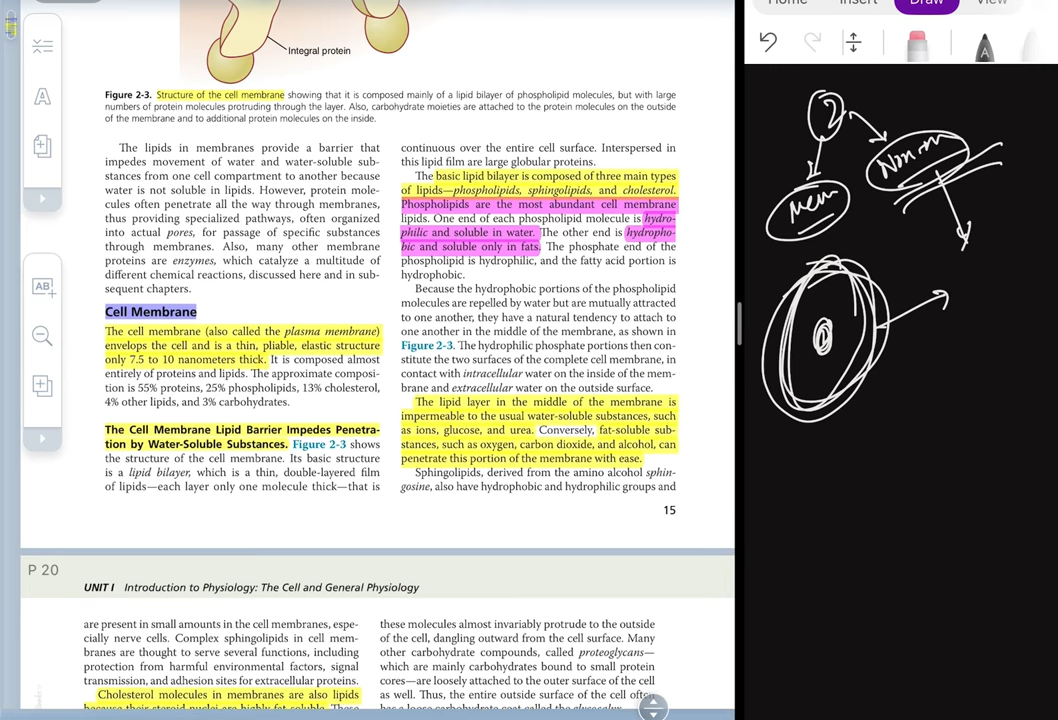 Home Insert Draw View
Integral protein
Figure 2-3. Structure of the cell membrane showing that it is composed mainly of a lipid bilayer of phospholipid molecules, but with large
numbers of protein molecules protruding through the layer. Also, carbohydrate moieties are attached to the protein molecules on the outside
of the membrane and to additional protein molecules on the inside.
The lipids in membranes provide a barrier that
impedes movement of water and water-soluble sub-
stances from one cell compartment to another because
water is not soluble in lipids. However, protein mole-
cules often penetrate all the way through membranes,
thus providing specialized pathways, often organized
into actual pores, for passage of specific substances
through membranes. Also, many other membrane
proteins are enzymes, which catalyze a multitude of
different chemical reactions, discussed here and in sub-
sequent chapters.
Cell Membrane
The cell membrane (also called the plasma membrane)
envelops the cell and is a thin, pliable, elastic structure
only 7.5 to 10 nanometers thick. It is composed almost
entirely of proteins and lipids. The approximate composi-
tion is 55% proteins, 25% phospholipids, 13% cholesterol,
4% other lipids, and 3% carbohydrates.
The Cell Membrane Lipid Barrier Impedes Penetra-
tion by Water-Soluble Substances. Figure 2-3 shows
the structure of the cell membrane. Its basic structure
is a lipid bilayer, which is a thin, double-layered film
of lipids—each layer only one molecule thick—that is
continuous over the entire cell surface. Interspersed in
this lipid film are large globular proteins.
The basic lipid bilayer is composed of three main types
of lipids—phospholipids, sphingolipids, and cholesterol.
Phospholipids are the most abundant cell membrane
lipids. One end of each phospholipid molecule is hydro-
philic and soluble in water. The other end is hydropho-
bic and soluble only in fats. The phosphate end of the
phospholipid is hydrophilic, and the fatty acid portion is
hydrophobic.
Because the hydrophobic portions of the phospholipid
molecules are repelled by water but are mutually attracted
to one another, they have a natural tendency to attach to
one another in the middle of the membrane, as shown in
Figure 2-3. The hydrophilic phosphate portions then con-
stitute the two surfaces of the complete cell membrane, in
contact with intracellular water on the inside of the mem-
brane and extracellular water on the outside surface.
The lipid layer in the middle of the membrane is
impermeable to the usual water-soluble substances, such
as ions, glucose, and urea. Conversely, fat-soluble sub-
stances, such as oxygen, carbon dioxide, and alcohol, can
penetrate this portion of the membrane with ease.
Sphingolipids, derived from the amino alcohol sphin-
gosine, also have hydrophobic and hydrophilic groups and
15
P 20
UNIT I Introduction to Physiology: The Cell and General Physiology
are present in small amounts in the cell membranes, espe-
cially nerve cells. Complex sphingolipids in cell mem-
branes are thought to serve several functions, including
protection from harmful environmental factors, signal
transmission, and adhesion sites for extracellular proteins.
Cholesterol molecules in membranes are also lipids
because their steroid nuclei are highly fat soluble. These
these molecules almost invariably protrude to the outside
of the cell, dangling outward from the cell surface. Many
other carbohydrate compounds, called proteoglycans—
which are mainly carbohydrates bound to small protein
cores—are loosely attached to the outer surface of the cell
as well. Thus, the entire outside surface of the cell often
has a loose carbohydrate coat called the glycocalyx.
2
Non-m
Mem